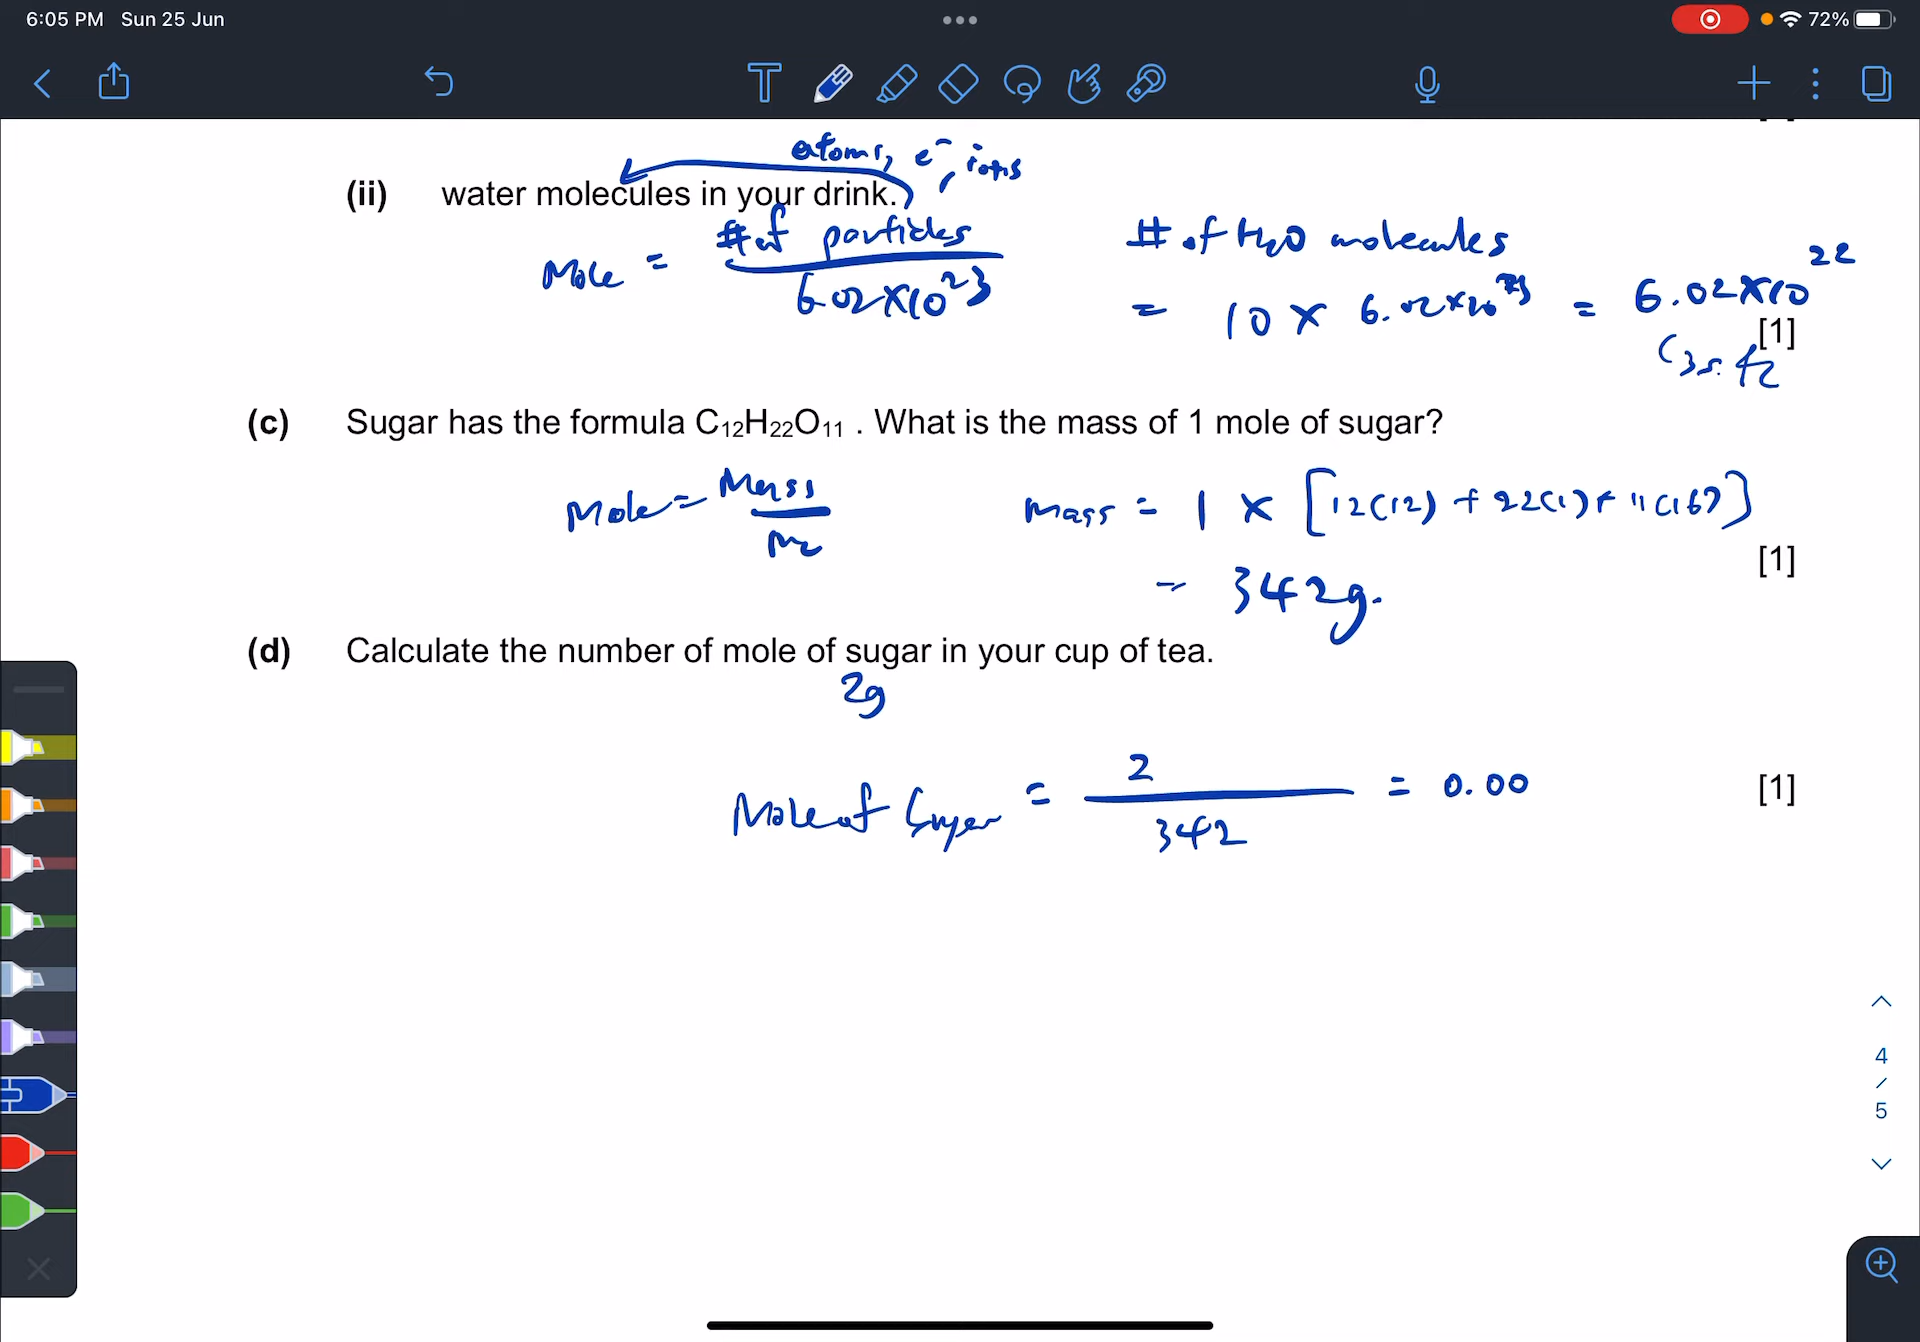 6:05 PM Sun 25 Jun
72%
atoms, e⁻, ions
(ii) water molecules in your drink.
Mole = # of particles / 6.02×10²³
# of H₂O molecules
= 10 × 6.02×10²³ = 6.02×10²²
[1]
(3s.f)
(c) Sugar has the formula C₁₂H₂₂O₁₁ . What is the mass of 1 mole of sugar?
Mole = Mass / Mr
Mass = 1 × [12(12) + 22(1) + 11(16)]
[1]
= 342g.
(d) Calculate the number of mole of sugar in your cup of tea.
2g
Mole of Sugar = 2 / 342 = 0.00
[1]
4
/
5